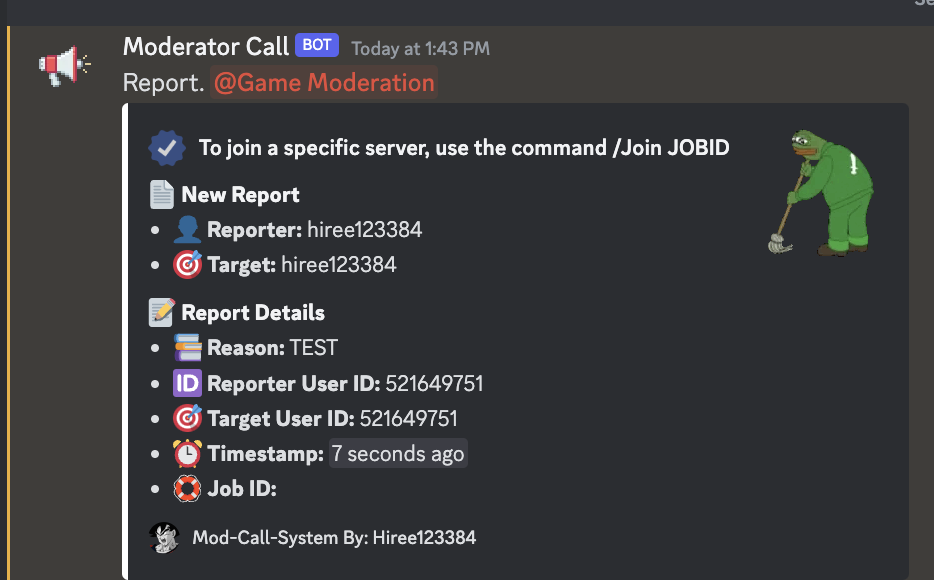 Moderator Call BOT Today at 1:43 PM
Report. @Game Moderation
To join a specific server, use the command /Join JOBID
New Report
Reporter: hiree123384
Target: hiree123384
Report Details
Reason: TEST
ID Reporter User ID: 521649751
Target User ID: 521649751
Timestamp: 7 seconds ago
Job ID:
Mod-Call-System By: Hiree123384